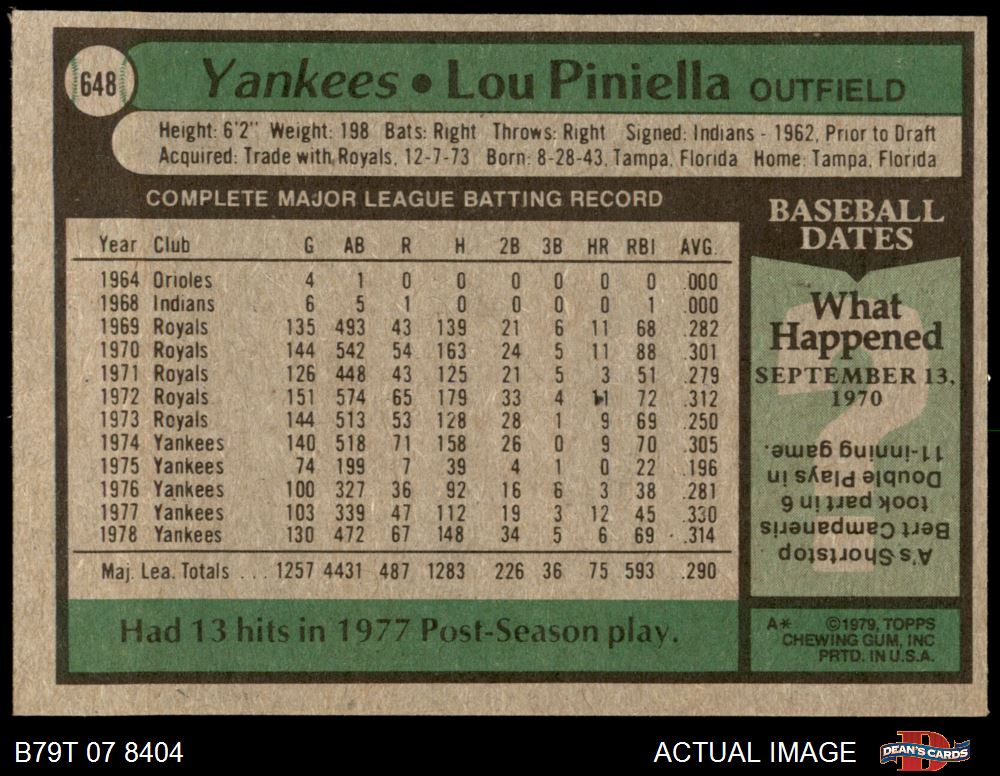 648
Yankees • Lou Piniella OUTFIELD
Height: 6'2" Weight: 198 Bats: Right Throws: Right Signed: Indians - 1962, Prior to Draft
Acquired: Trade with Royals, 12-7-73 Born: 8-28-43, Tampa, Florida Home: Tampa, Florida
COMPLETE MAJOR LEAGUE BATTING RECORD
Year Club G AB R H 2B 3B HR RBI AVG.
1964 Orioles 4 1 0 0 0 0 0 0 .000
1968 Indians 6 5 1 0 0 0 0 1 .000
1969 Royals 135 493 43 139 21 6 11 68 .282
1970 Royals 144 542 54 163 24 5 11 88 .301
1971 Royals 126 448 43 125 21 5 3 51 .279
1972 Royals 151 574 65 179 33 4 11 72 .312
1973 Royals 144 513 53 128 28 1 9 69 .250
1974 Yankees 140 518 71 158 26 0 9 70 .305
1975 Yankees 74 199 7 39 4 1 0 22 .196
1976 Yankees 100 327 36 92 16 6 3 38 .281
1977 Yankees 103 339 47 112 19 3 12 45 .330
1978 Yankees 130 472 67 148 34 5 6 69 .314
Maj. Lea. Totals ... 1257 4431 487 1283 226 36 75 593 .290
Had 13 hits in 1977 Post-Season play.
BASEBALL
DATES
What
Happened
SEPTEMBER 13,
1970
A's Shortstop
Bert Campaneris
took part in 6
Double Plays in
11-inning game.
A* ©1979, TOPPS
CHEWING GUM, INC
PRTD. IN U.S.A.
B79T 07 8404
ACTUAL IMAGE
D
DEAN'S CARDS